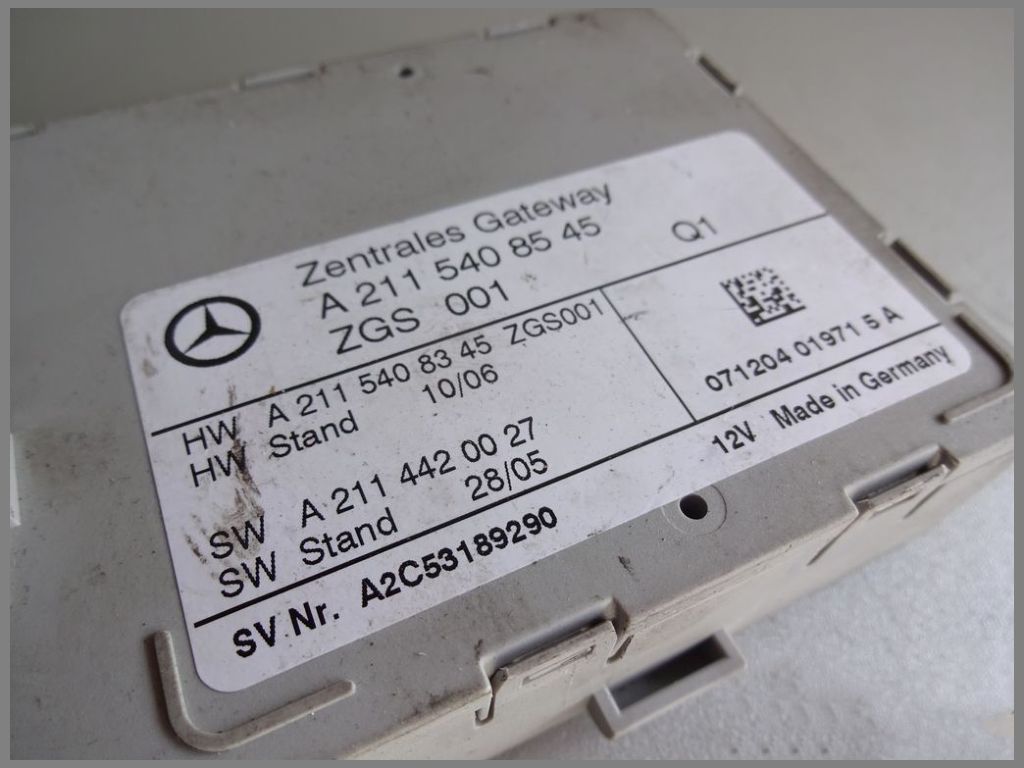 Zentrales Gateway
A 211 540 85 45
ZGS 001
Q1
HW A 211 540 83 45 ZGS001
HW Stand 10/06
SW A 211 442 00 27
SW Stand 28/05
071204 01971 5 A
SV Nr. A2C53189290
12V Made in Germany